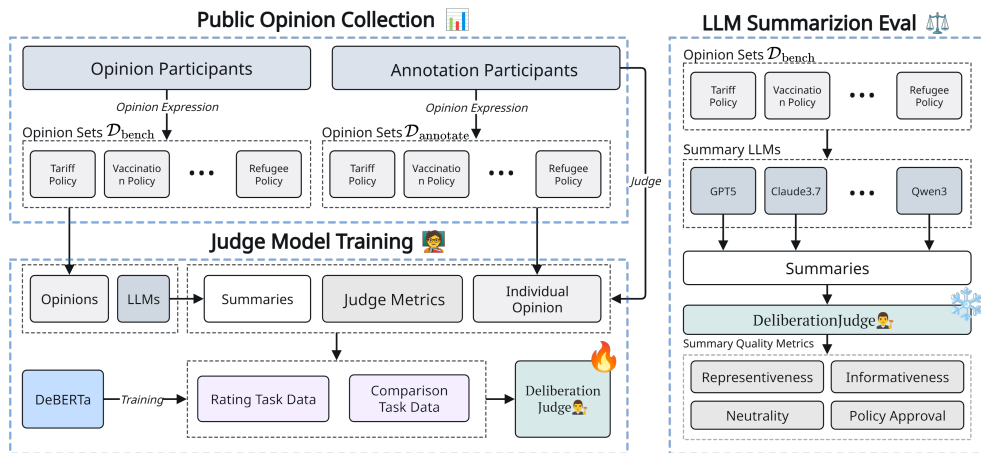 Public Opinion Collection
Opinion Participants
Annotation Participants
Opinion Expression
Opinion Expression
Opinion Sets 𝒟bench
Opinion Sets 𝒟annotate
Tariff
Policy
Vaccinatio
n Policy
•••
Refugee
Policy
Tariff
Policy
Vaccinatio
n Policy
•••
Refugee
Policy
Judge
Judge Model Training
Opinions
LLMs
Summaries
Judge Metrics
Individual
Opinion
DeBERTa
Training
Rating Task Data
Comparison
Task Data
Deliberation
Judge
LLM Summarizion Eval
Opinion Sets 𝒟bench
Tariff
Policy
Vaccinatio
n Policy
•••
Refugee
Policy
Summary LLMs
GPT5
Claude3.7
•••
Qwen3
Summaries
DeliberationJudge
Summary Quality Metrics
Representiveness
Informativeness
Neutrality
Policy Approval